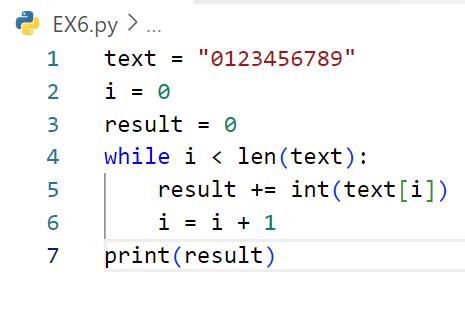 EX6.py > ...
1 text = "0123456789"
2 i = 0
3 result = 0
4 while i < len(text):
5     result += int(text[i])
6     i = i + 1
7 print(result)